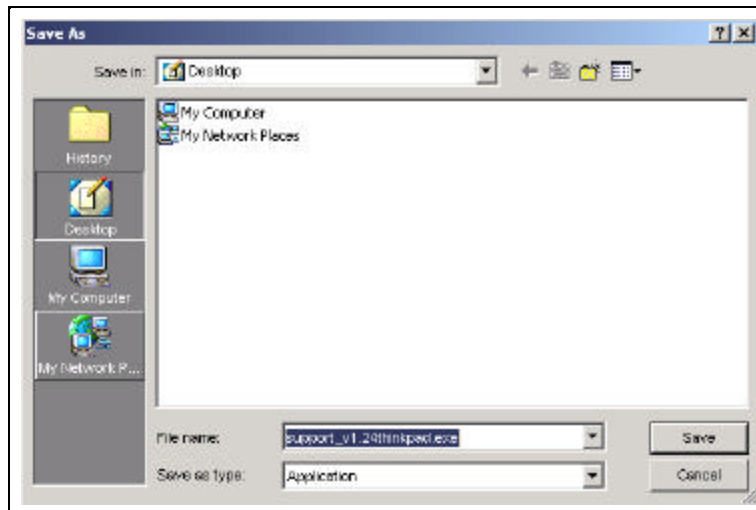 Save As
Save in: Desktop
My Computer
My Network Places
History
Desktop
My Computer
My Network P...
File name: support_v1.24thinkpad.exe Save
Save as type: Application Cancel